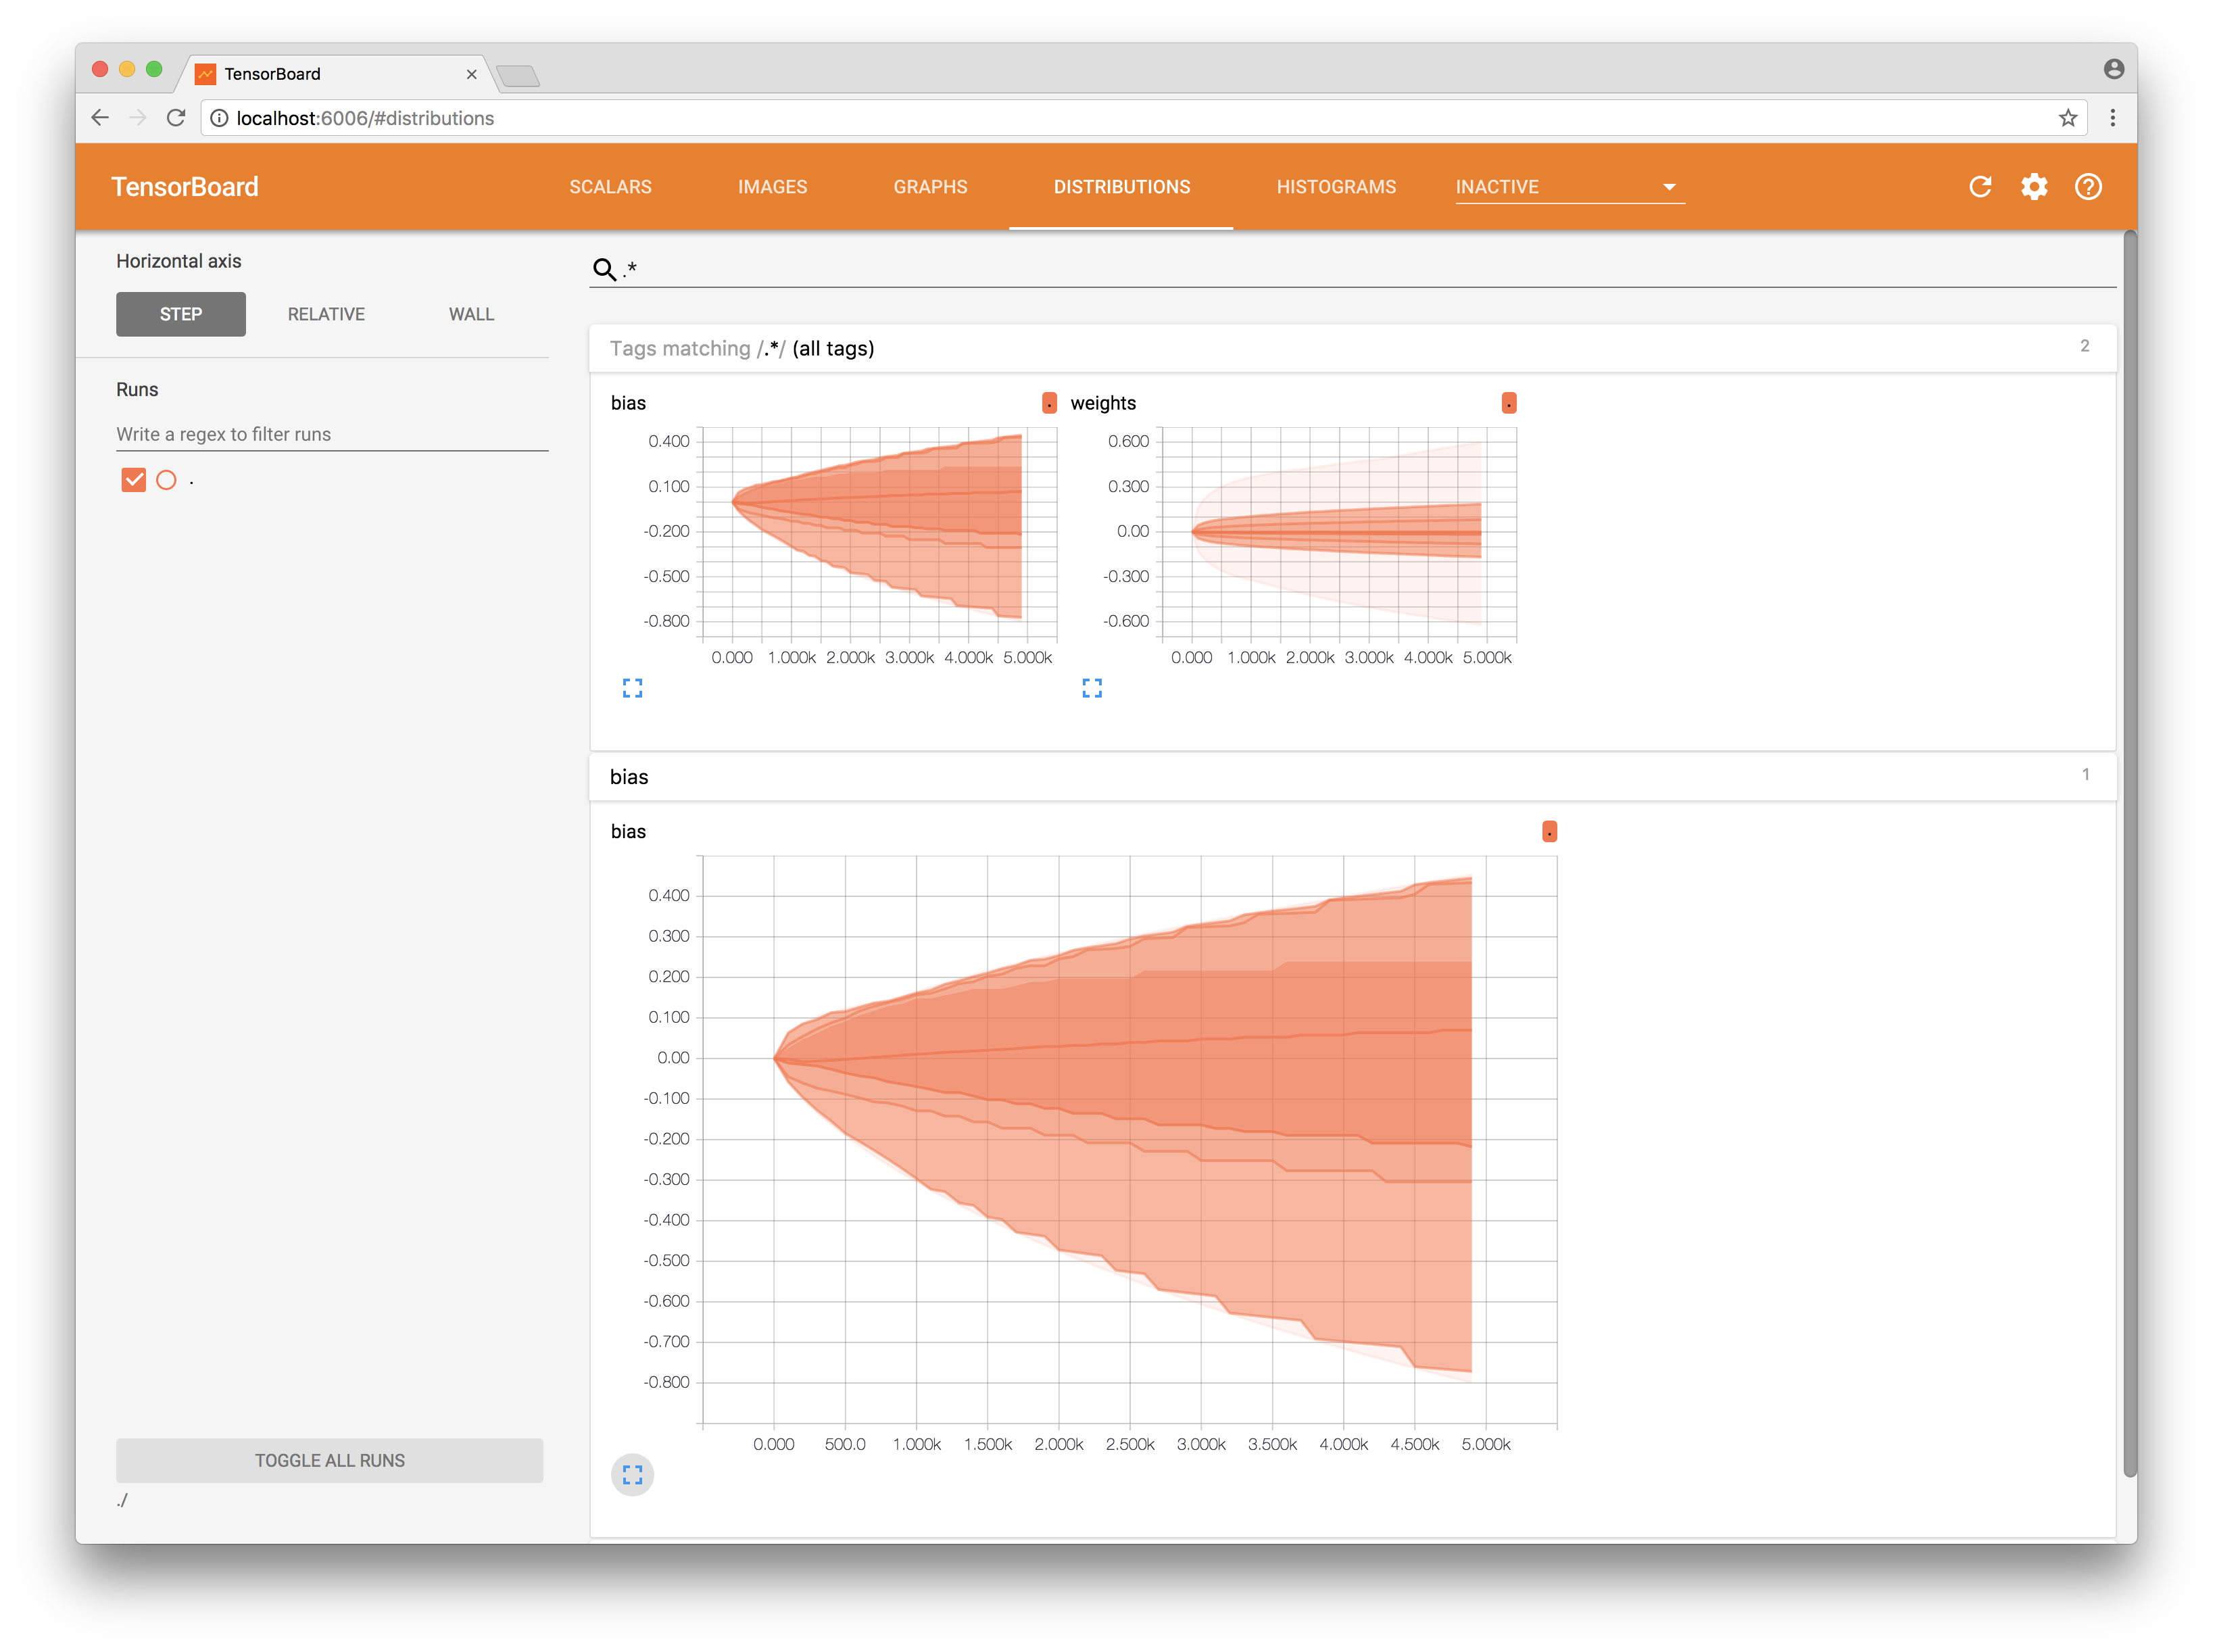 TensorBoard
localhost:6006/#distributions
TensorBoard SCALARS IMAGES GRAPHS DISTRIBUTIONS HISTOGRAMS INACTIVE
Horizontal axis
STEP RELATIVE WALL
Runs
Write a regex to filter runs
.
TOGGLE ALL RUNS
./
.*
Tags matching /.*/ (all tags) 2
bias .
0.400
0.100
-0.200
-0.500
-0.800
0.000 1.000k 2.000k 3.000k 4.000k 5.000k
weights .
0.600
0.300
0.00
-0.300
-0.600
0.000 1.000k 2.000k 3.000k 4.000k 5.000k
bias 1
bias .
0.400
0.300
0.200
0.100
0.00
-0.100
-0.200
-0.300
-0.400
-0.500
-0.600
-0.700
-0.800
0.000 500.0 1.000k 1.500k 2.000k 2.500k 3.000k 3.500k 4.000k 4.500k 5.000k